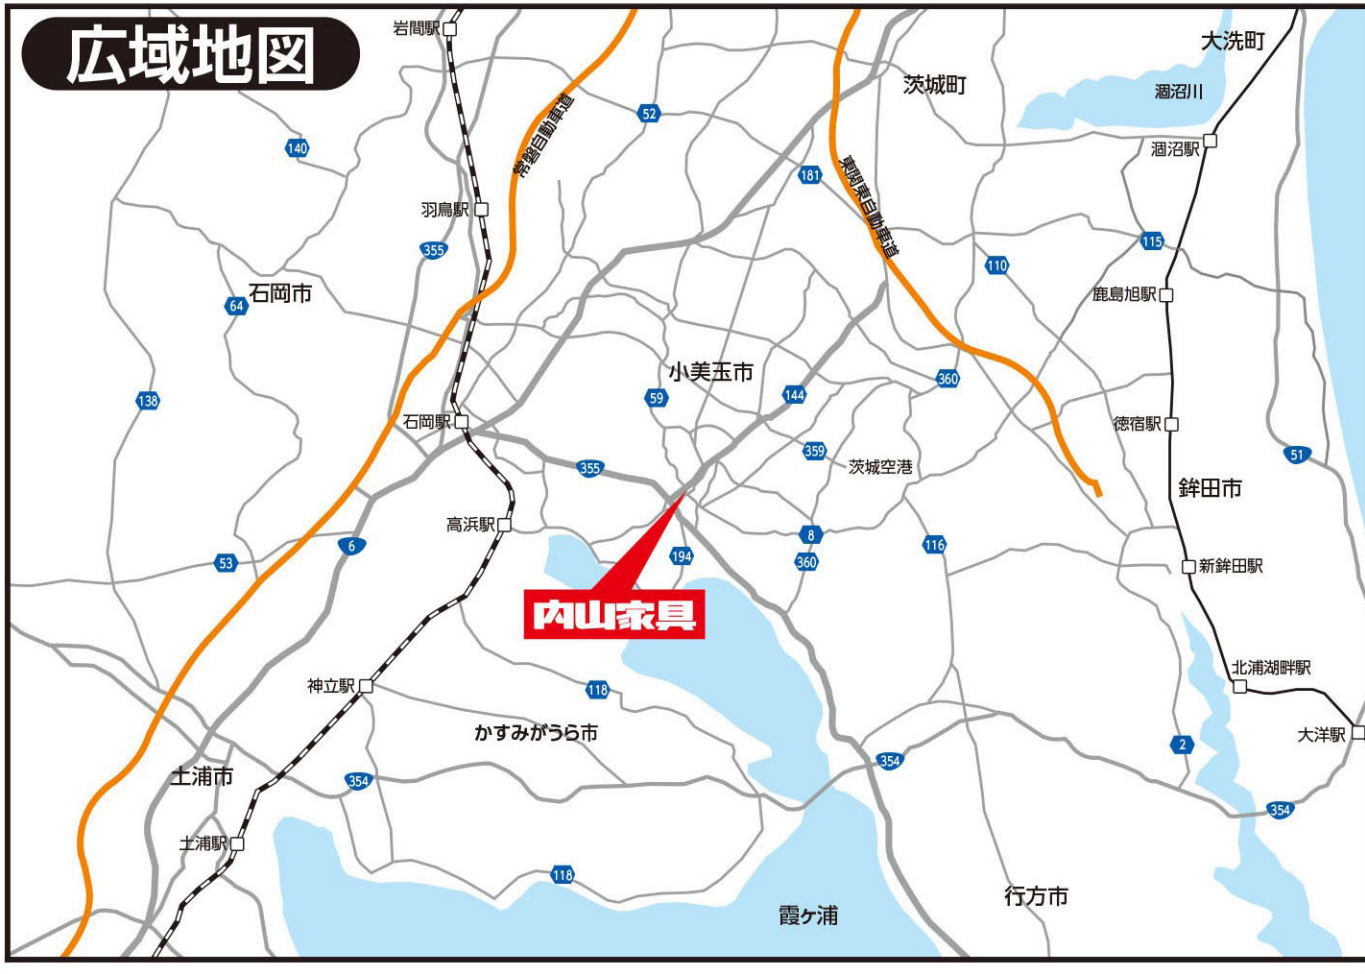 広域地図
岩間駅
大洗町
茨城町
涸沼川
52
常磐自動車道
140
涸沼駅
181
東関東自動車道
羽鳥駅
355
115
110
石岡市
64
鹿島旭駅
小美玉市
360
144
59
138
石岡駅
徳宿駅
359
茨城空港
51
355
鉾田市
高浜駅
8
6
116
194
360
53
新鉾田駅
内山家具
北浦湖畔駅
神立駅
118
かすみがうら市
大洋駅
2
354
土浦市
354
354
土浦駅
118
行方市
霞ヶ浦